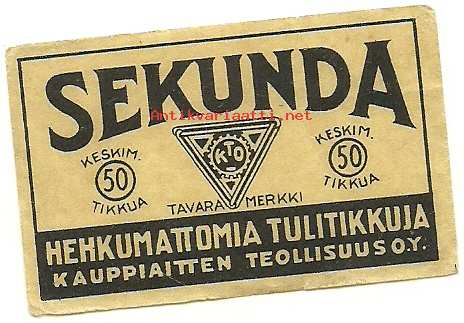 SEKUNDA
Antikvariaatti.net
KTO
KESKIM.
50
TIKKUA
KESKIM.
50
TIKKUA
TAVARA MERKKI
HEHKUMATTOMIA TULITIKKUJA
KAUPPIAITTEN TEOLLISUUS O.Y.